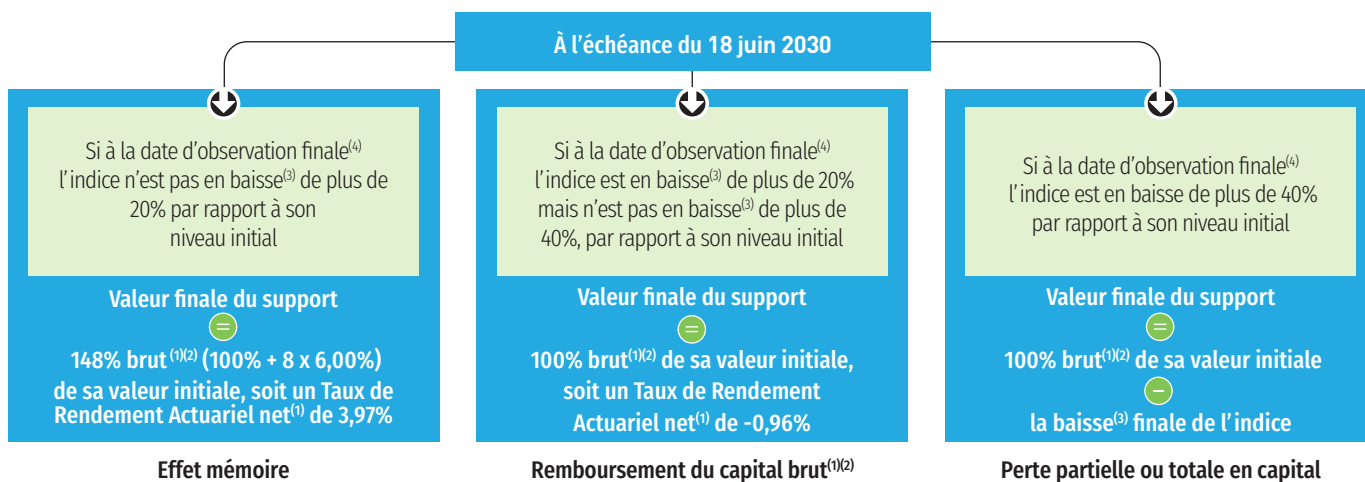 À l'échéance du 18 juin 2030
Si à la date d'observation finale(4)
l'indice n'est pas en baisse(3) de plus de
20% par rapport à son
niveau initial
Valeur finale du support
=
148% brut (1)(2) (100% + 8 x 6,00%)
de sa valeur initiale, soit un Taux de
Rendement Actuariel net(1) de 3,97%
Effet mémoire
Si à la date d'observation finale(4)
l'indice est en baisse(3) de plus de 20%
mais n'est pas en baisse(3) de plus de
40%, par rapport à son niveau initial
Valeur finale du support
=
100% brut(1)(2) de sa valeur initiale,
soit un Taux de Rendement
Actuariel net(1) de -0,96%
Remboursement du capital brut(1)(2)
Si à la date d'observation finale(4)
l'indice est en baisse de plus de 40%
par rapport à son niveau initial
Valeur finale du support
=
100% brut(1)(2) de sa valeur initiale
−
la baisse(3) finale de l'indice
Perte partielle ou totale en capital